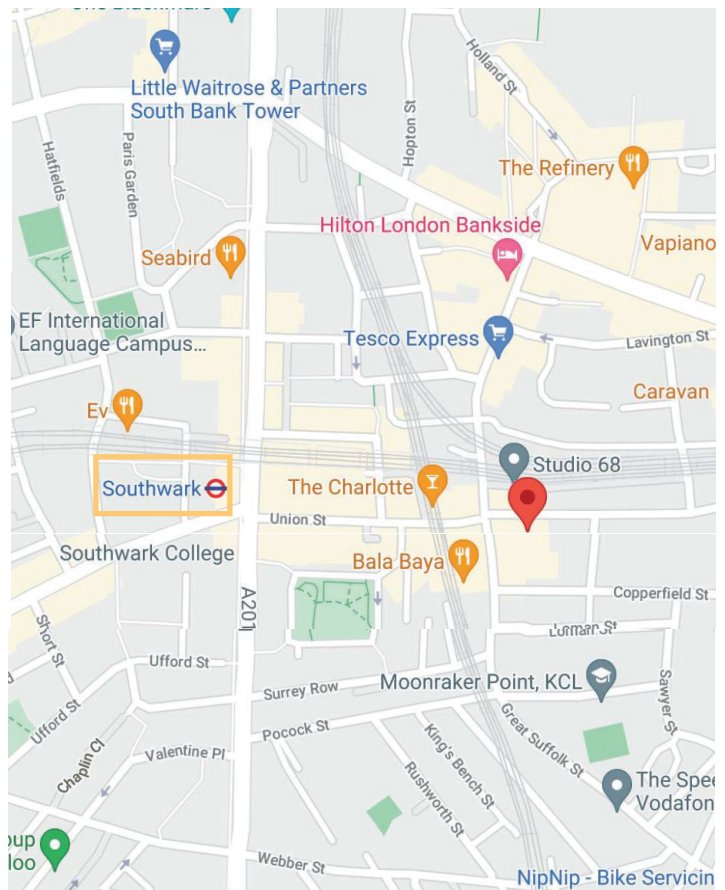 Little Waitrose & Partners
South Bank Tower
Holland St
Hopton St
Hatfields
Paris Garden
The Refinery
Hilton London Bankside
Vapiano
Seabird
EF International
Language Campus...
Tesco Express
Lavington St
Caravan
Ev
Studio 68
Southwark
The Charlotte
Union St
Southwark College
Bala Baya
A201
Copperfield St
Short St
Ufford St
Surrey Row
Moonraker Point, KCL
Sawyer St
Ufford St
Pocock St
Great Suffolk St
King's Bench St
Valentine Pl
Chaplin Cl
Rushworth St
The Spee
Vodafon
oup
loo
Webber St
NipNip - Bike Servicin